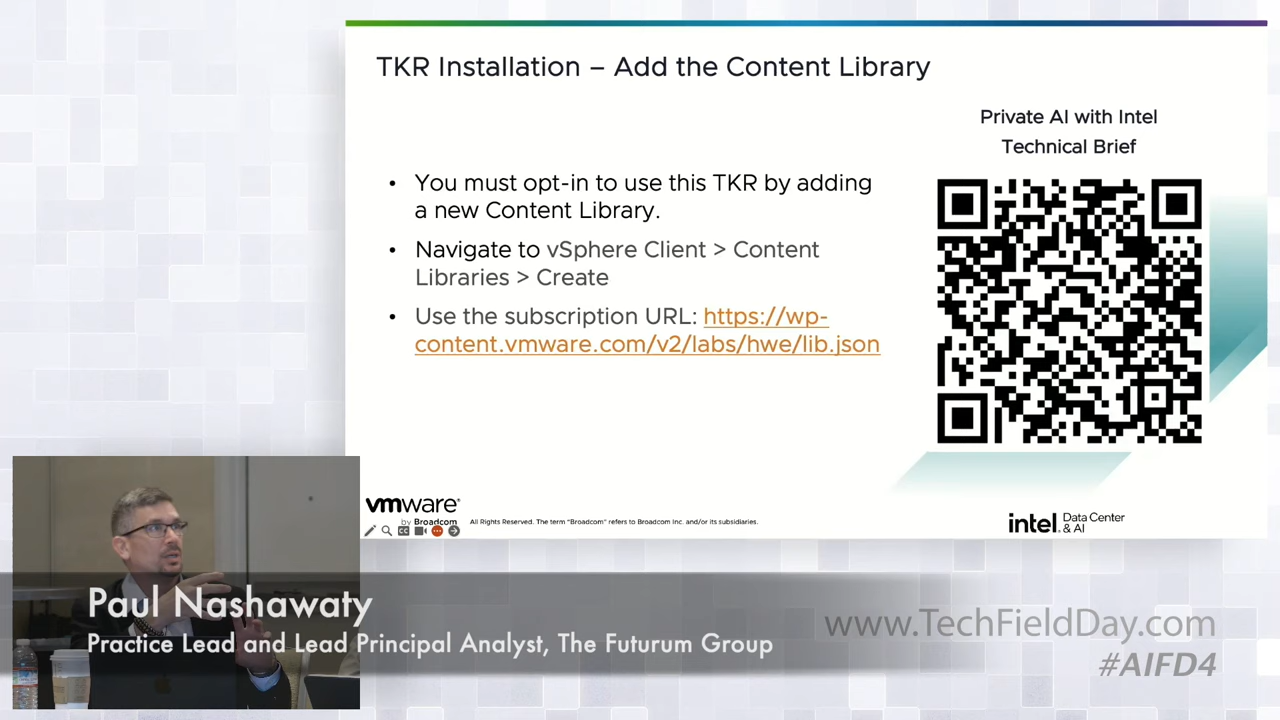 TKR Installation – Add the Content Library
Private AI with Intel
Technical Brief
• You must opt-in to use this TKR by adding
a new Content Library.
• Navigate to vSphere Client > Content
Libraries > Create
• Use the subscription URL: https://wp-
content.vmware.com/v2/labs/hwe/lib.json
vmware®
by Broadcom
All Rights Reserved. The term "Broadcom" refers to Broadcom Inc. and/or its subsidiaries.
CC
intel. Data Center
& AI
Paul Nashawaty
Practice Lead and Lead Principal Analyst, The Futurum Group
www.TechFieldDay.com
#AIFD4